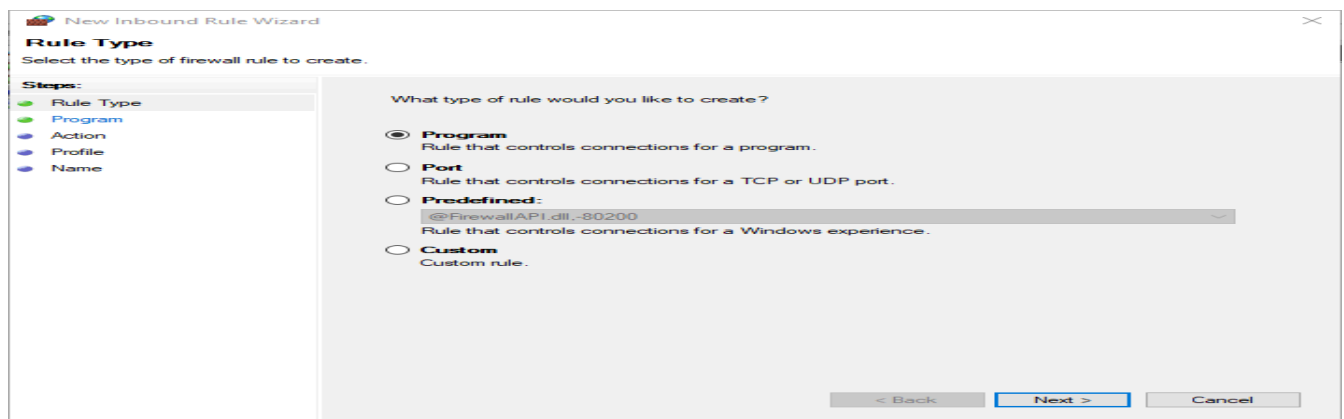 New Inbound Rule Wizard
Rule Type
Select the type of firewall rule to create.
Steps:
Rule Type
Program
Action
Profile
Name
What type of rule would you like to create?
Program
Rule that controls connections for a program.
Port
Rule that controls connections for a TCP or UDP port.
Predefined:
@FirewallAPI.dll,-80200
Rule that controls connections for a Windows experience.
Custom
Custom rule.
< Back Next > Cancel